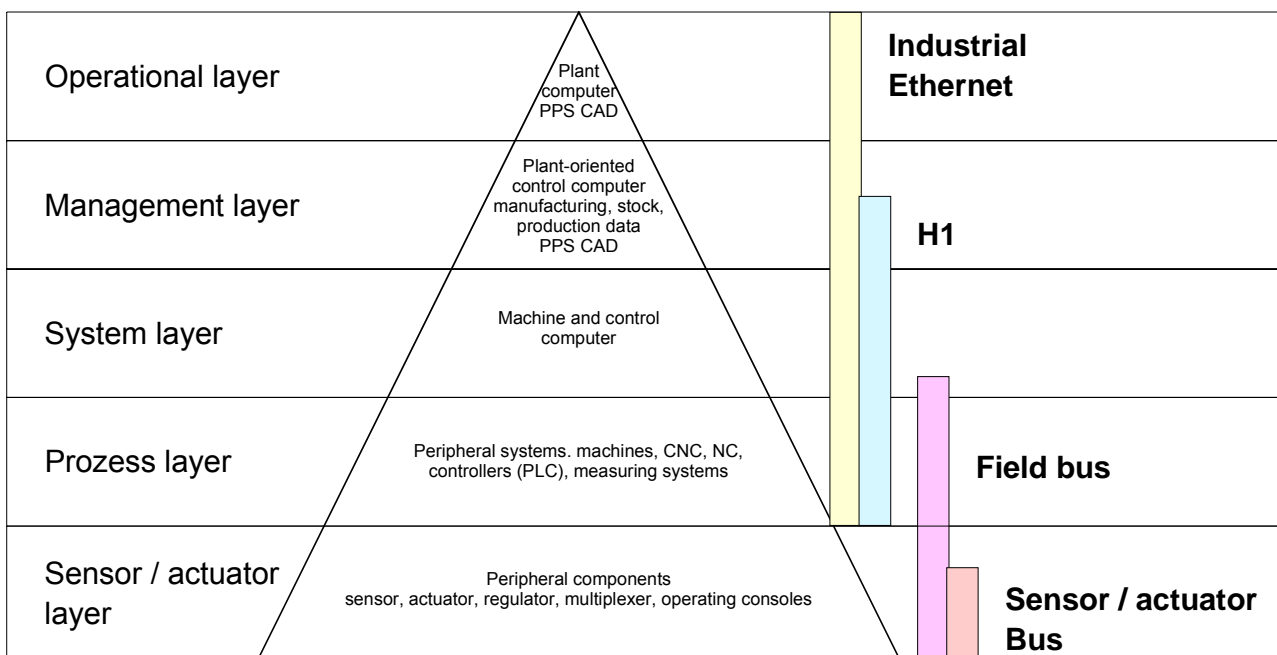 Operational layer
Plant
computer
PPS CAD
Industrial
Ethernet
Management layer
Plant-oriented
control computer
manufacturing, stock,
production data
PPS CAD
H1
System layer
Machine and control
computer
Prozess layer
Peripheral systems. machines, CNC, NC,
controllers (PLC), measuring systems
Field bus
Sensor / actuator
layer
Peripheral components
sensor, actuator, regulator, multiplexer, operating consoles
Sensor / actuator
Bus